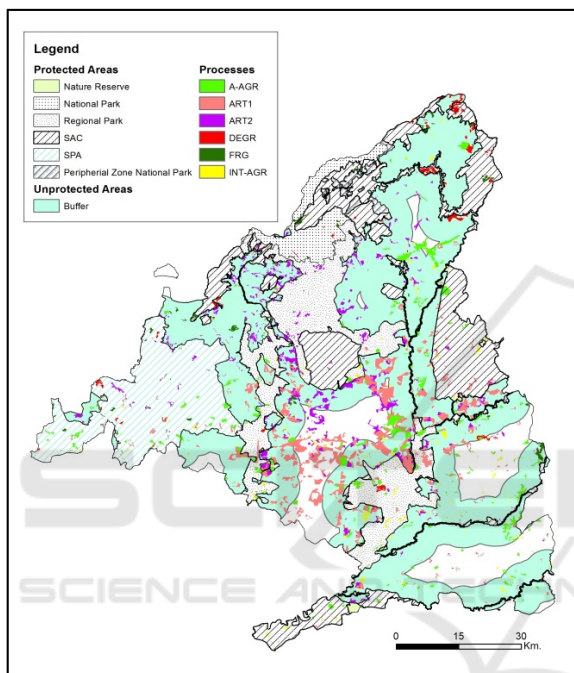 Legend
Protected Areas
Nature Reserve
National Park
Regional Park
SAC
SPA
Peripherial Zone National Park
Unprotected Areas
Buffer
Processes
A-AGR
ART1
ART2
DEGR
FRG
INT-AGR
0 15 30
Km.
SCIENCE AND TECHN